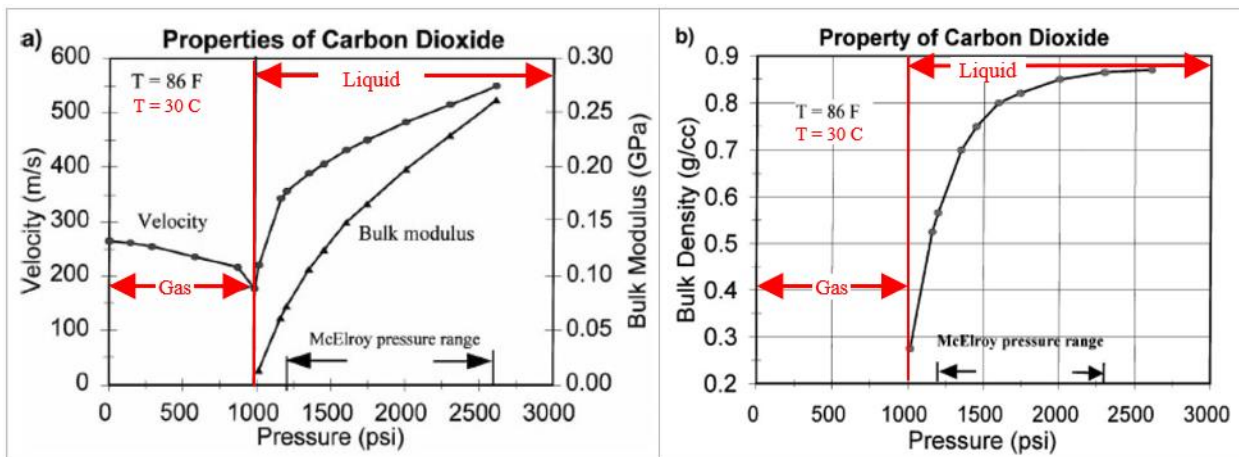 a) Properties of Carbon Dioxide
600
500
400
300
200
100
0
Velocity (m/s)
T = 86 F
T = 30 C
Liquid
Velocity
Bulk modulus
Gas
McElroy pressure range
0.30
0.25
0.20
0.15
0.10
0.05
0.00
Bulk Modulus (GPa)
0 500 1000 1500 2000 2500 3000
Pressure (psi)
b) Property of Carbon Dioxide
0.9
0.8
0.7
0.6
0.5
0.4
0.3
0.2
Bulk Density (g/cc)
Liquid
T = 86 F
T = 30 C
Gas
McElroy pressure range
0 500 1000 1500 2000 2500 3000
Pressure (psi)